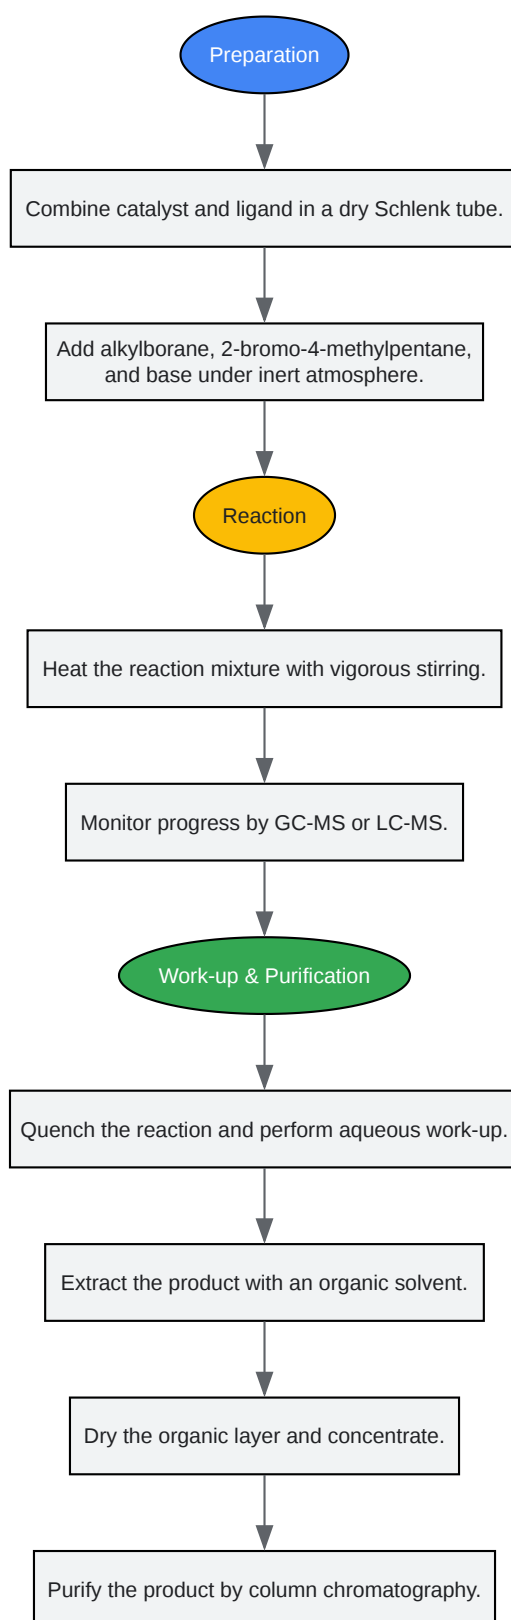 Preparation
Combine catalyst and ligand in a dry Schlenk tube.
Add alkylborane, 2-bromo-4-methylpentane,
and base under inert atmosphere.
Reaction
Heat the reaction mixture with vigorous stirring.
Monitor progress by GC-MS or LC-MS.
Work-up & Purification
Quench the reaction and perform aqueous work-up.
Extract the product with an organic solvent.
Dry the organic layer and concentrate.
Purify the product by column chromatography.